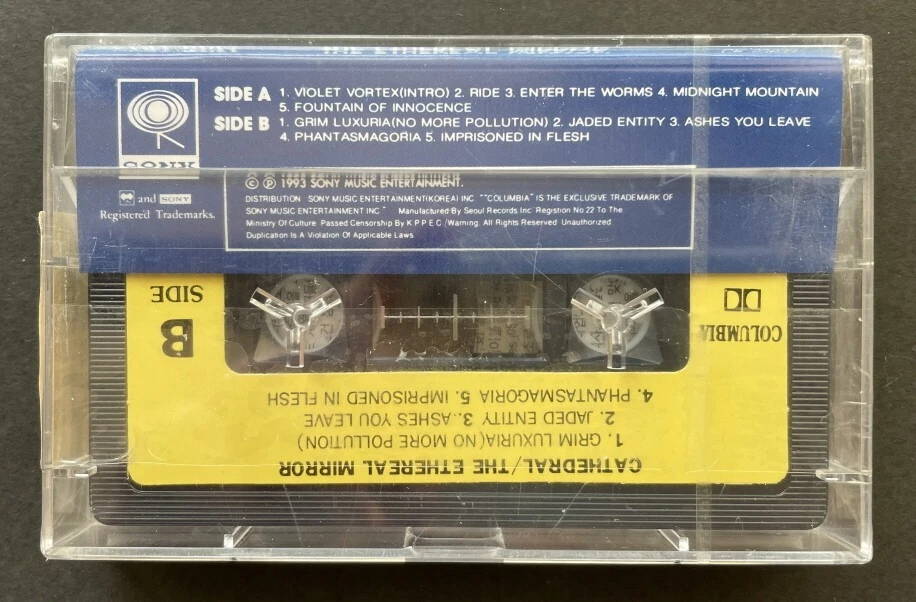 THE ETHEREAL MIRROR
SIDE A 1. VIOLET VORTEX(INTRO) 2. RIDE 3. ENTER THE WORMS 4. MIDNIGHT MOUNTAIN
5. FOUNTAIN OF INNOCENCE
SIDE B 1. GRIM LUXURIA(NO MORE POLLUTION) 2. JADED ENTITY 3. ASHES YOU LEAVE
4. PHANTASMAGORIA 5. IMPRISONED IN FLESH
SONY
and SONY
Registered Trademarks.
© ℗ 1993 SONY MUSIC ENTERTAINMENT.
DISTRIBUTION SONY MUSIC ENTERTAINMENT(KOREA) INC ""COLUMBIA" IS THE EXCLUSIVE TRADEMARK OF
SONY MUSIC ENTERTAINMENT INC " Manufactured By Seoul Records Inc Registion No 22 To The
Ministry Of Culture Passed Censorship By K P P E C /Warning. All Rights Reserved Unauthorized
Duplication Is A Violation Of Applicable Laws
CATHEDRAL/THE ETHEREAL MIRROR
1. GRIM LUXURIA(NO MORE POLLUTION)
2. JADED ENTITY 3. ASHES YOU LEAVE
4. PHANTASMAGORIA 5. IMPRISONED IN FLESH
COLUMBIA
B
SIDE